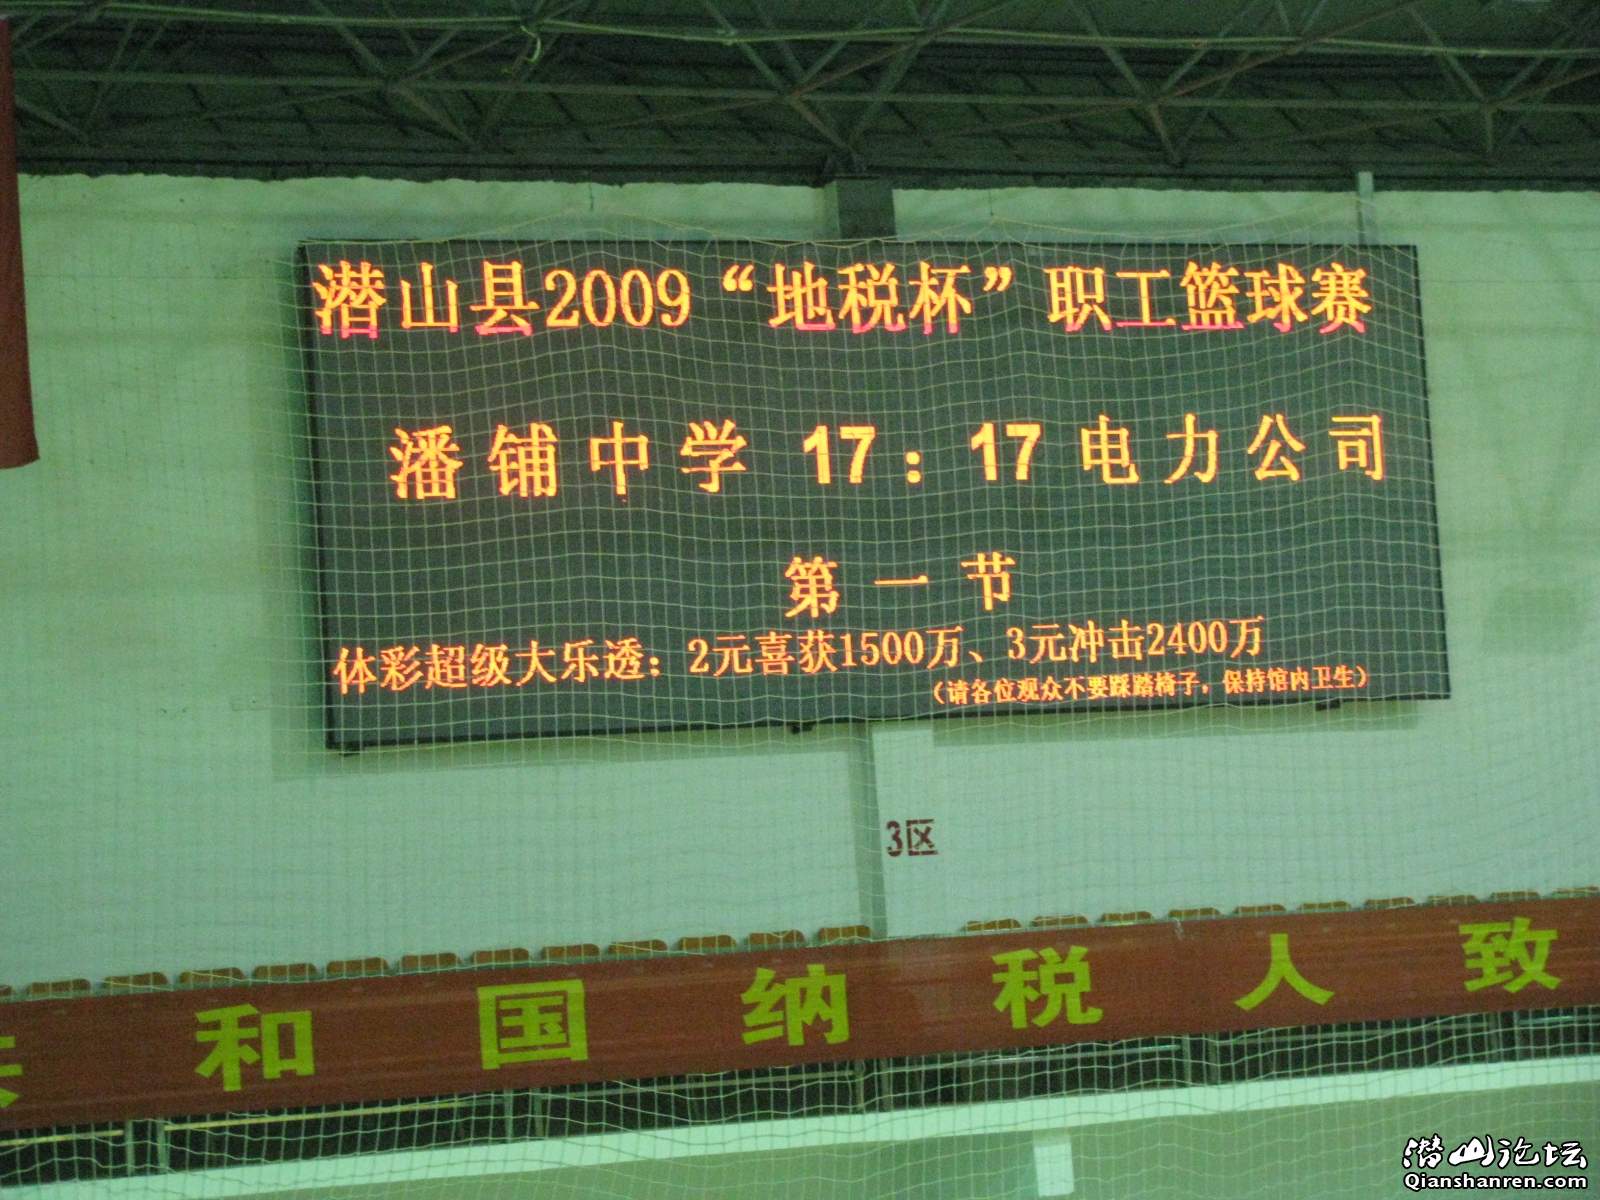 潜山县2009“地税杯”职工篮球赛
潘铺中学 17：17 电力公司
第一节
体彩超级大乐透：2元喜获1500万、3元冲击2400万
（请各位观众不要踩踏椅子，保持馆内卫生）
3区
共和国纳税人致
潜山论坛
Qianshanren.com